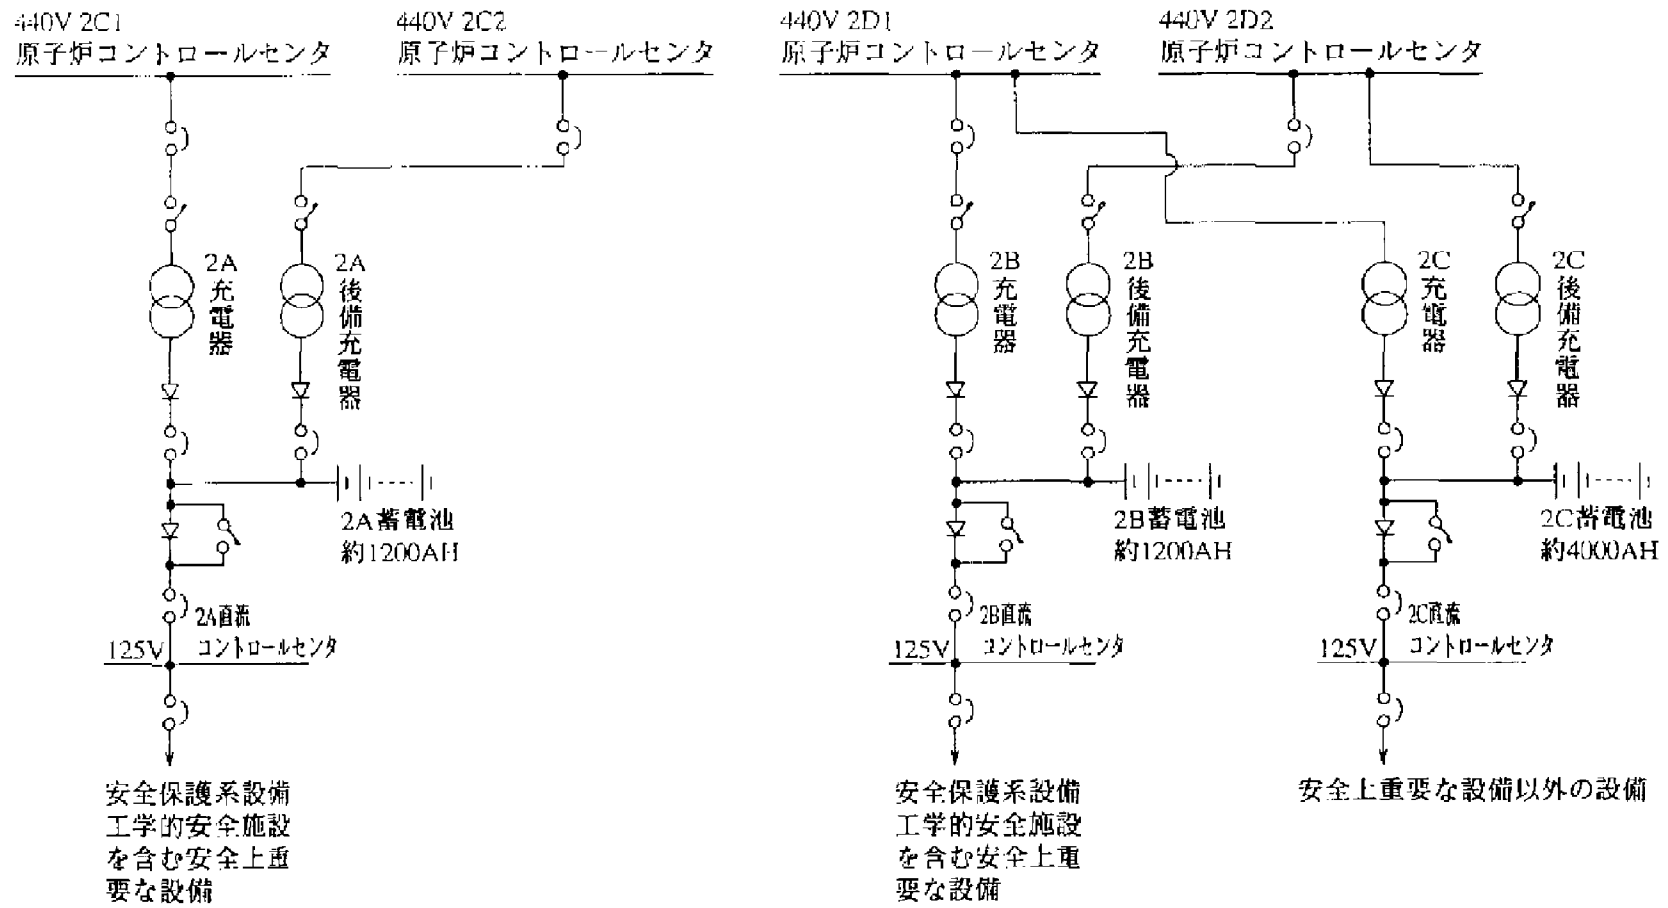 440V 2C1
原子炉コントロールセンタ
440V 2C2
原子炉コントロールセンタ
440V 2D1
原子炉コントロールセンタ
440V 2D2
原子炉コントロールセンタ
2A
充電器
2A
後備充電器
2B
充電器
2B
後備充電器
2C
充電器
2C
後備充電器
2A蓄電池
約1200AH
2B蓄電池
約1200AH
2C蓄電池
約4000AH
2A直流
コントロールセンタ
125V
2B直流
コントロールセンタ
125V
2C直流
コントロールセンタ
125V
安全保護系設備
工学的安全施設
を含む安全上重
要な設備
安全保護系設備
工学的安全施設
を含む安全上重
要な設備
安全上重要な設備以外の設備